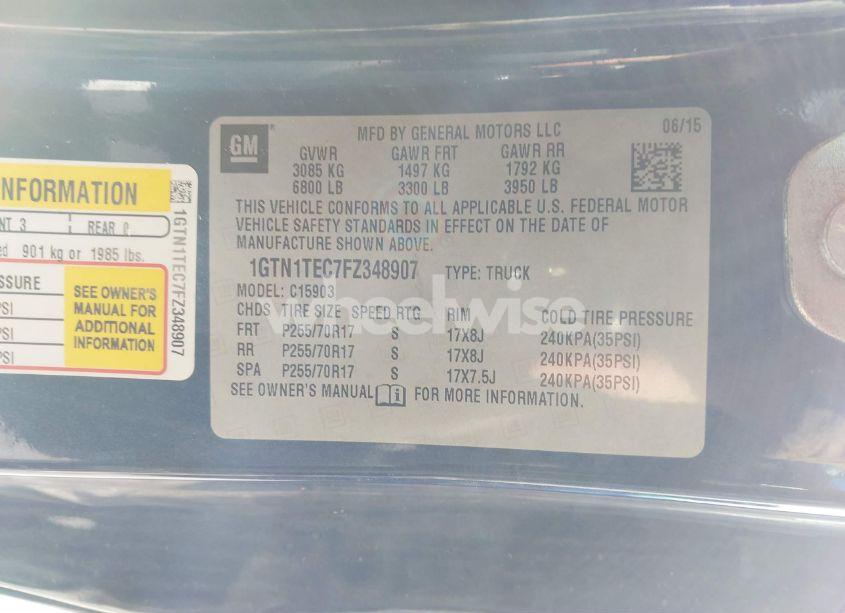 INFORMATION
NT 3 REAR 0
ed 901 kg or 1985 lbs.
SSURE
SEE OWNER'S
MANUAL FOR
ADDITIONAL
INFORMATION
PSI
PSI
PSI
1GTN1TEC7FZ348907
GM
MFD BY GENERAL MOTORS LLC 06/15
GVWR GAWR FRT GAWR RR
3085 KG 1497 KG 1792 KG
6800 LB 3300 LB 3950 LB
THIS VEHICLE CONFORMS TO ALL APPLICABLE U.S. FEDERAL MOTOR
VEHICLE SAFETY STANDARDS IN EFFECT ON THE DATE OF
MANUFACTURE SHOWN ABOVE.
1GTN1TEC7FZ348907 TYPE: TRUCK
MODEL: C15903
CHDS TIRE SIZE SPEED RTG RIM COLD TIRE PRESSURE
FRT P255/70R17 S 17X8J 240KPA(35PSI)
RR P255/70R17 S 17X8J 240KPA(35PSI)
SPA P255/70R17 S 17X7.5J 240KPA(35PSI)
SEE OWNER'S MANUAL FOR MORE INFORMATION.
wheelwise